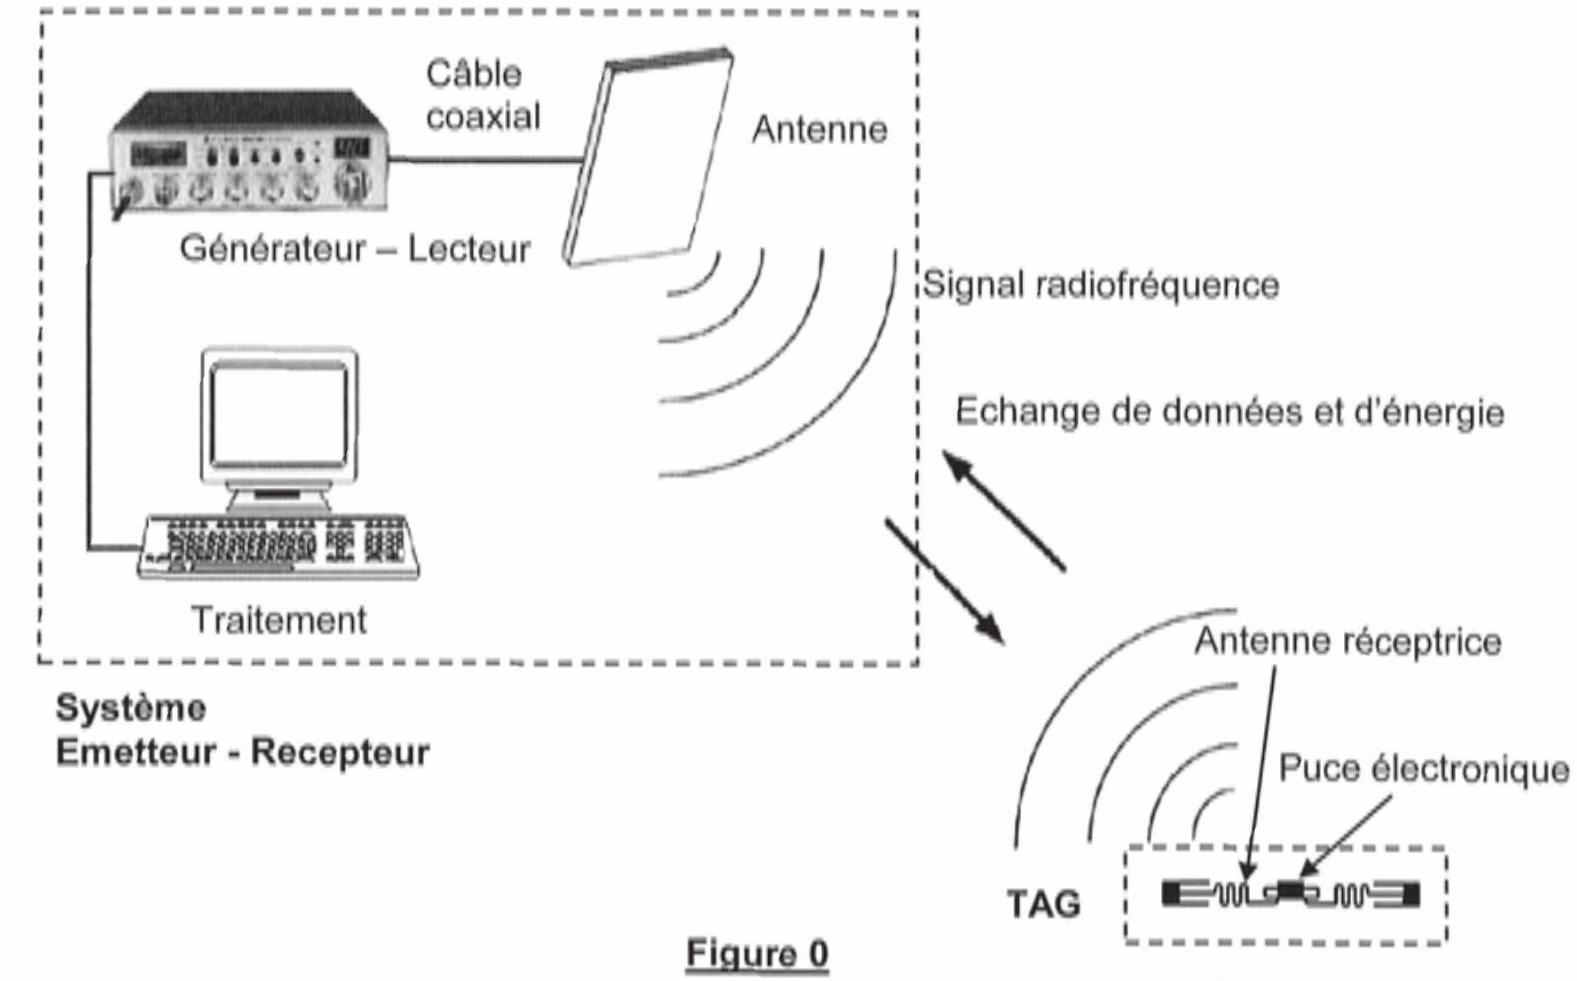 Câble
coaxial
Antenne
Générateur – Lecteur
Signal radiofréquence
Echange de données et d'énergie
Traitement
Système
Emetteur - Recepteur
Antenne réceptrice
Puce électronique
TAG
Figure 0